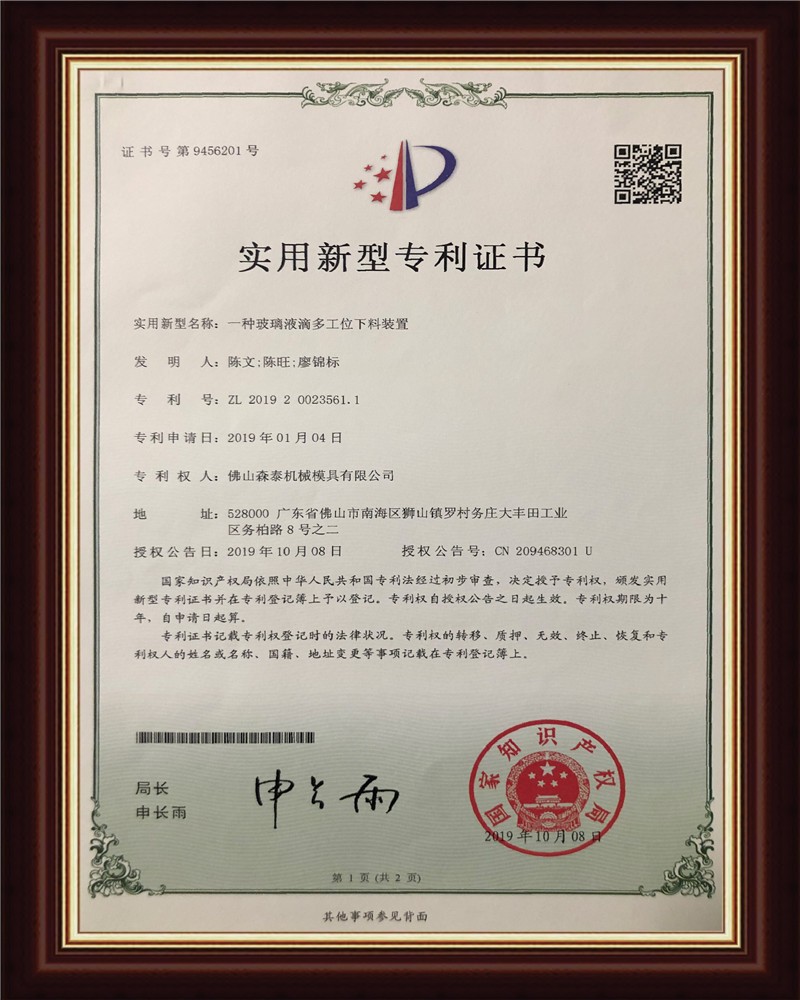 证书号第9456201号
实用新型专利证书
实用新型名称：一种玻璃液滴多工位下料装置
发明人：陈文;陈旺;廖锦标
专利号：ZL 2019 2 0023561.1
专利申请日：2019年01月04日
专利权人：佛山森泰机械模具有限公司
地址：528000 广东省佛山市南海区狮山镇罗村务庄大丰田工业
区务柏路8号之二
授权公告日：2019年10月08日 授权公告号：CN 209468301 U
国家知识产权局依照中华人民共和国专利法经过初步审查，决定授予专利权，颁发实用
新型专利证书并在专利登记簿上予以登记。专利权自授权公告之日起生效。专利权期限为十
年，自申请日起算。
专利证书记载专利权登记时的法律状况。专利权的转移、质押、无效、终止、恢复和专
利权人的姓名或名称、国籍、地址变更等事项记载在专利登记簿上。
局长
申长雨
申长雨
国家知识产权局
2019年10月08日
第 1 页 (共 2 页)
其他事项参见背面